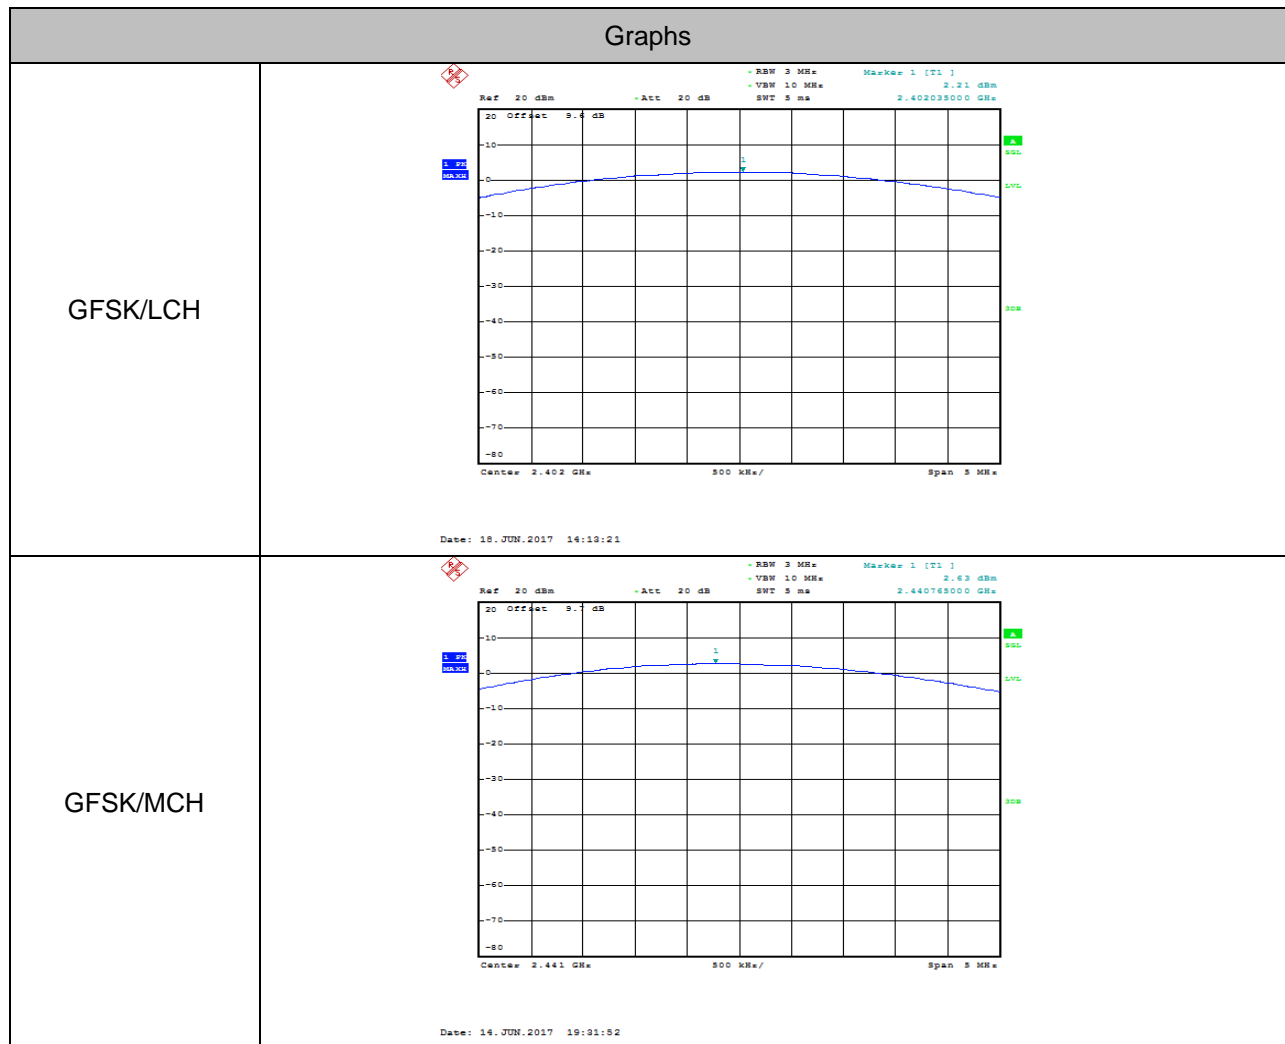 Graphs
GFSK/LCH
R S
* RBW 3 MHz Marker 1 [T1 ]
* VBW 10 MHz 2.21 dBm
Ref 20 dBm * Att 20 dB SWT 5 ms 2.402035000 GHz
20 Offset 9.6 dB
A
10
SGL
1
1 PK
MAXH
0
LVL
-10
-20
-30
3DB
-40
-50
-60
-70
-80
Center 2.402 GHz 500 kHz/ Span 5 MHz
Date: 18.JUN.2017 14:13:21
GFSK/MCH
R S
* RBW 3 MHz Marker 1 [T1 ]
* VBW 10 MHz 2.63 dBm
Ref 20 dBm * Att 20 dB SWT 5 ms 2.440765000 GHz
20 Offset 9.7 dB
A
10
SGL
1
1 PK
MAXH
0
LVL
-10
-20
-30
3DB
-40
-50
-60
-70
-80
Center 2.441 GHz 500 kHz/ Span 5 MHz
Date: 14.JUN.2017 19:31:52